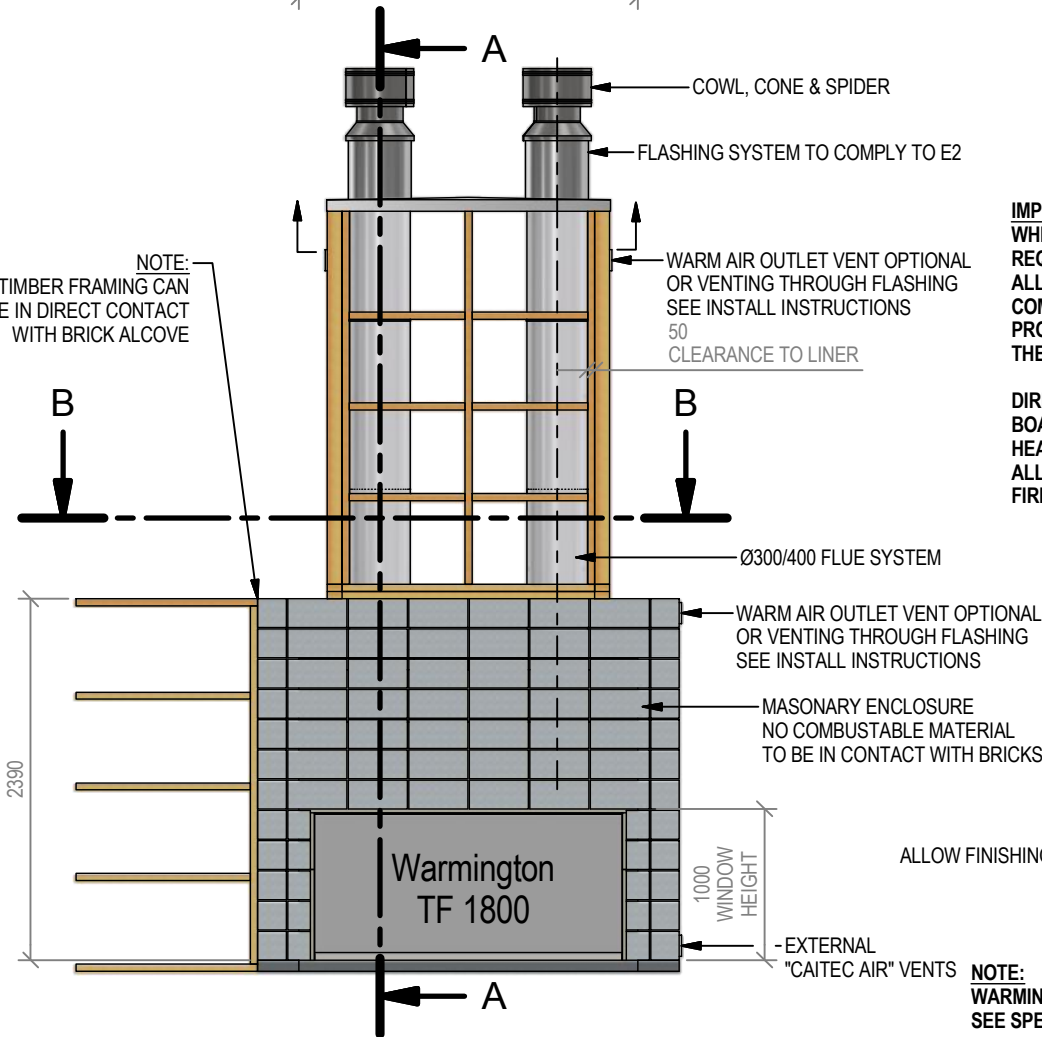 A
COWL, CONE & SPIDER
FLASHING SYSTEM TO COMPLY TO E2
NOTE:
TIMBER FRAMING CAN
IN DIRECT CONTACT
WITH BRICK ALCOVE
WARM AIR OUTLET VENT OPTIONAL
OR VENTING THROUGH FLASHING
SEE INSTALL INSTRUCTIONS
50
CLEARANCE TO LINER
B
B
Ø300/400 FLUE SYSTEM
WARM AIR OUTLET VENT OPTIONAL
OR VENTING THROUGH FLASHING
SEE INSTALL INSTRUCTIONS
MASONARY ENCLOSURE
NO COMBUSTABLE MATERIAL
TO BE IN CONTACT WITH BRICKS
2390
Warmington
TF 1800
1000
WINDOW
HEIGHT
ALLOW FINISHING
EXTERNAL
"CAITEC AIR" VENTS
A
NOTE: